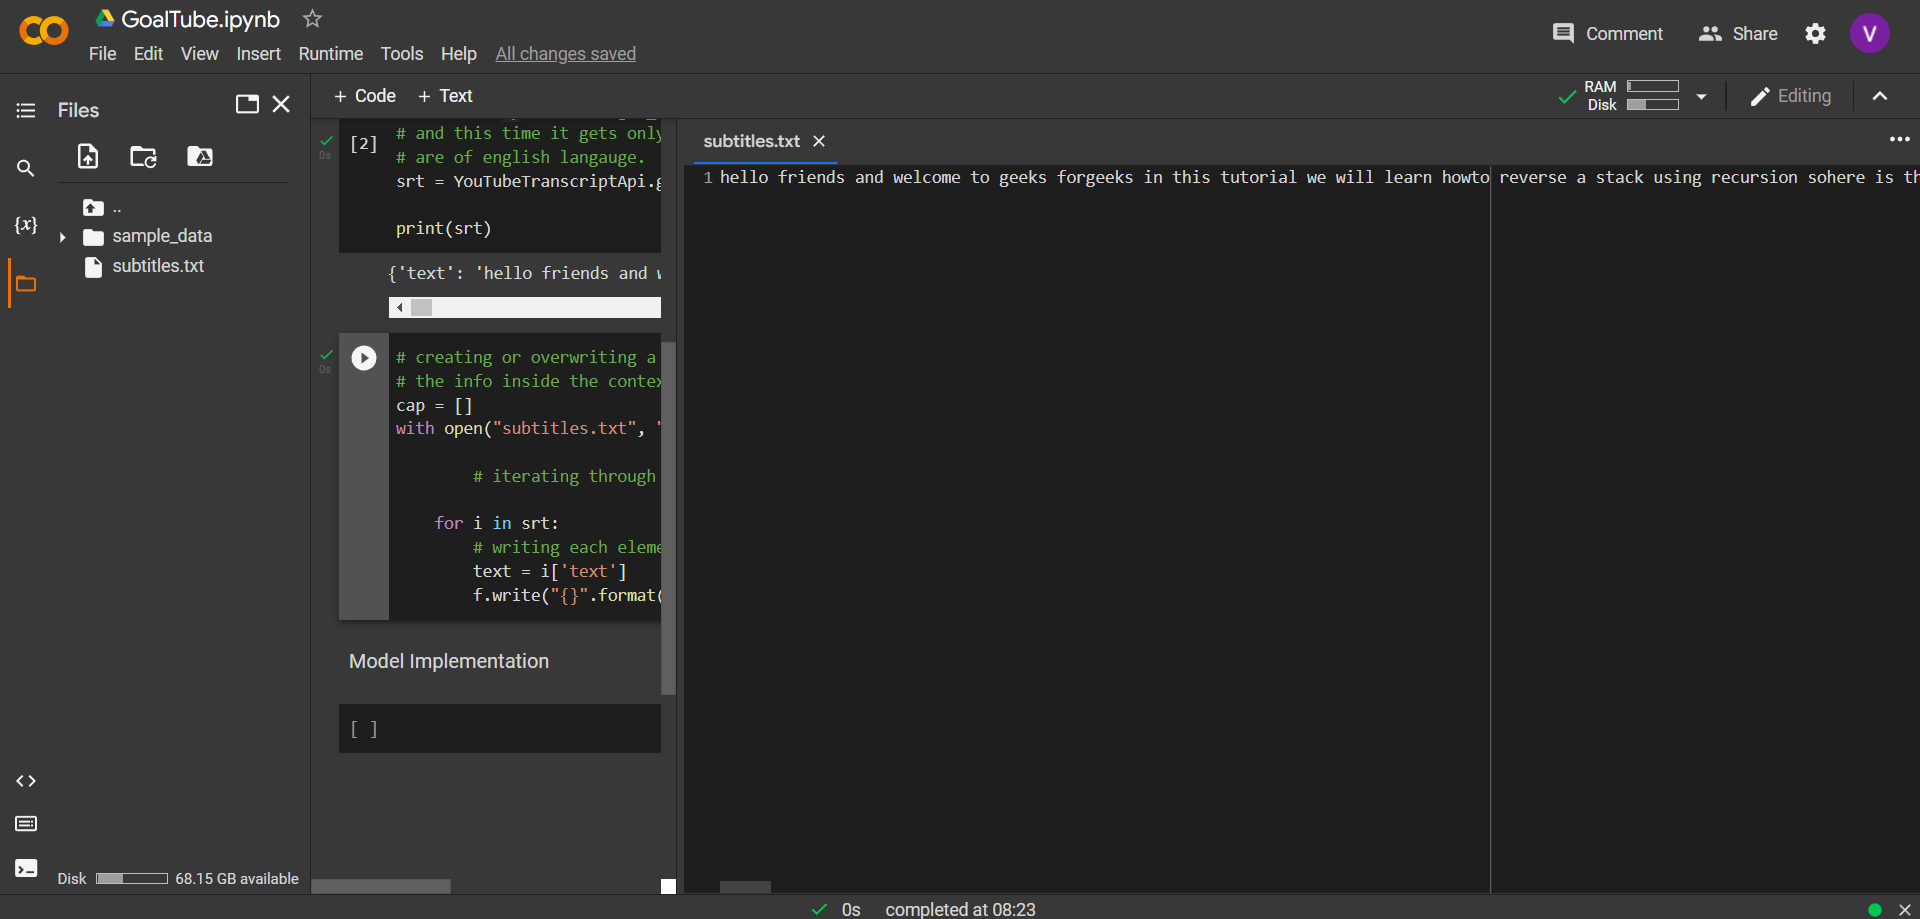 GoalTube.ipynb
File Edit View Insert Runtime Tools Help All changes saved
Comment Share V
Files
+ Code + Text
RAM
Disk
Editing
..
sample_data
subtitles.txt
{x}
Disk 68.15 GB available
0s
[2]
# and this time it gets only
# are of english langauge.
srt = YouTubeTranscriptApi.g
print(srt)
{'text': 'hello friends and w
0s
# creating or overwriting a
# the info inside the contex
cap = []
with open("subtitles.txt", "
# iterating through
for i in srt:
# writing each eleme
text = i['text']
f.write("{}".format(
Model Implementation
[ ]
subtitles.txt
1 hello friends and welcome to geeks forgeeks in this tutorial we will learn howto reverse a stack using recursion sohere is th
0s completed at 08:23